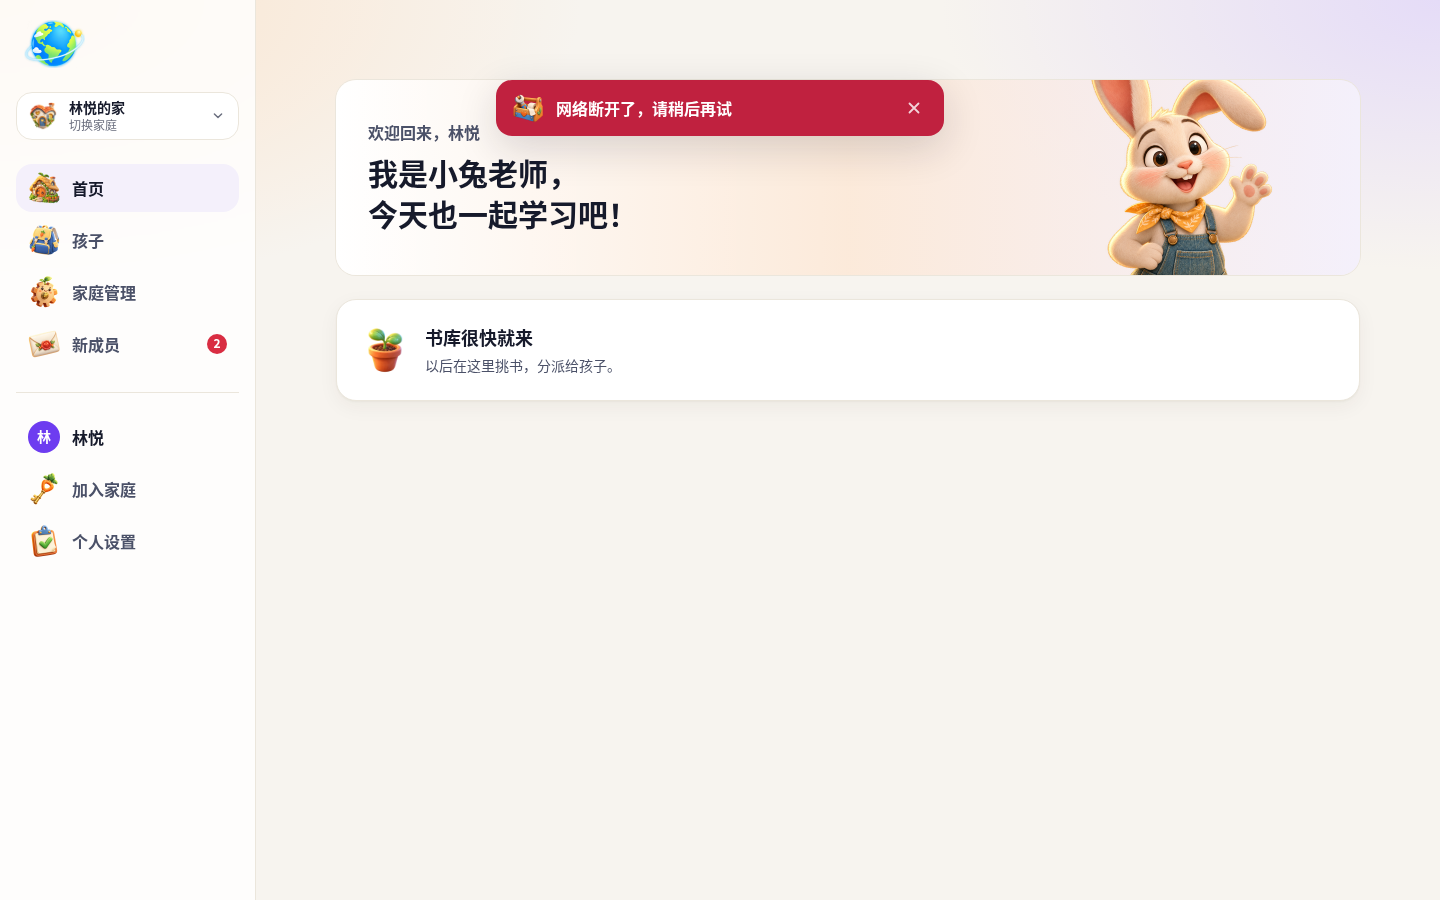 林悦的家
切换家庭
首页
孩子
家庭管理
新成员
2
林
林悦
加入家庭
个人设置
网络断开了，请稍后再试
欢迎回来，林悦
我是小兔老师，
今天也一起学习吧！
书库很快就来
以后在这里挑书，分派给孩子。